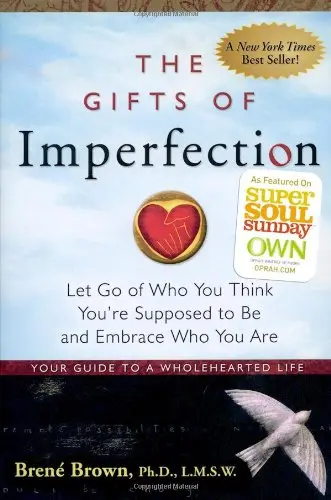 A New York Times
Best Seller!
THE
GIFTS OF
Imperfection
As Featured On
SUPER
SOUL
SUNDAY
OWN
OPRAH.COM
Let Go of Who You Think
You're Supposed to Be
and Embrace Who You Are
YOUR GUIDE TO A WHOLEHEARTED LIFE
Brené Brown, Ph.D., L.M.S.W.